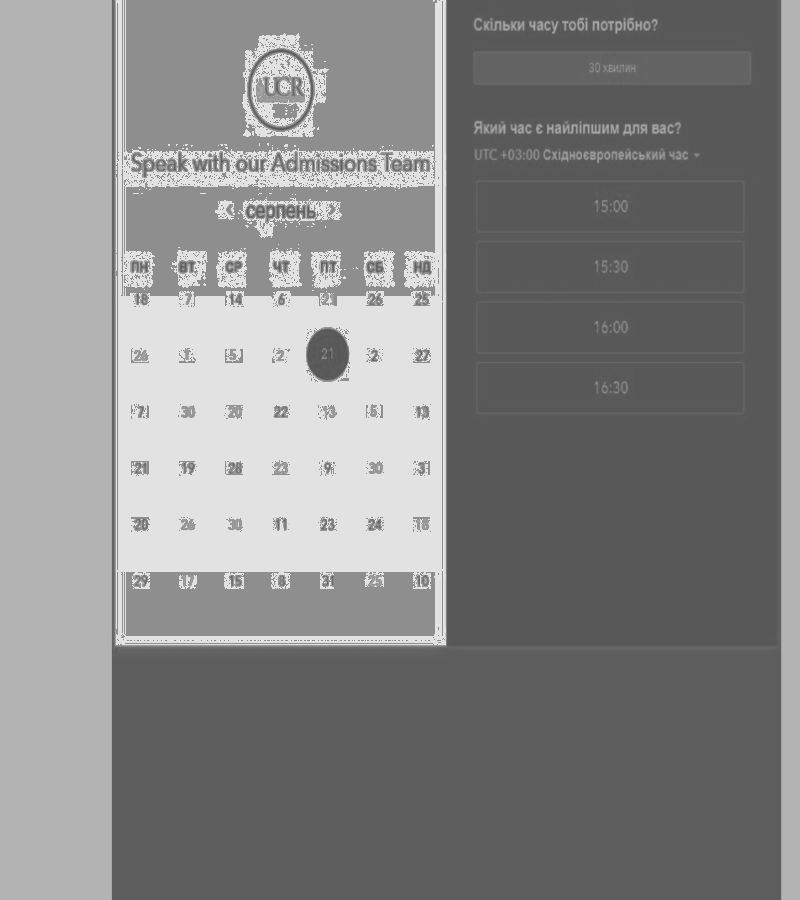 UCR
Speak with our Admissions Team
серпень
ПН ВТ СР ЧТ ПТ СБ НД
18 7 14 6 21 26 25
26 1 5 2 21 2 27
7 30 20 22 13 5 13
21 19 28 23 9 30 3
20 26 30 11 23 24 18
29 17 15 8 31 25 10
Скільки часу тобі потрібно?
30 хвилин
Який час є найліпшим для вас?
UTC +03:00 Східноєвропейський час
15:00
15:30
16:00
16:30